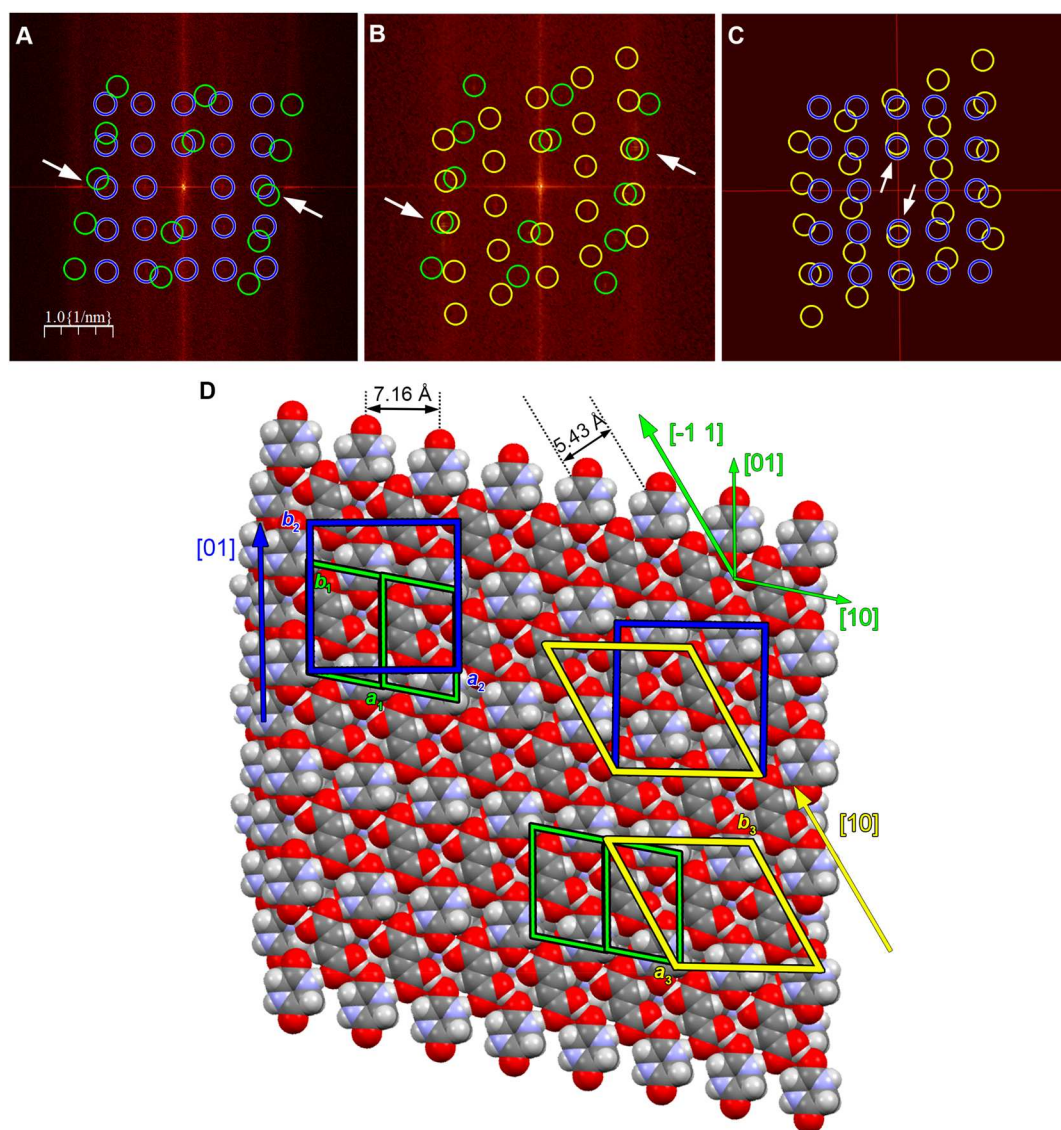 A
B
C
1.0{1/nm}
D
7.16 Å
5.43 Å
[-1 1]
[01]
[10]
[01]
b₂
b₁
a₁
a₂
b₃
[10]
a₃